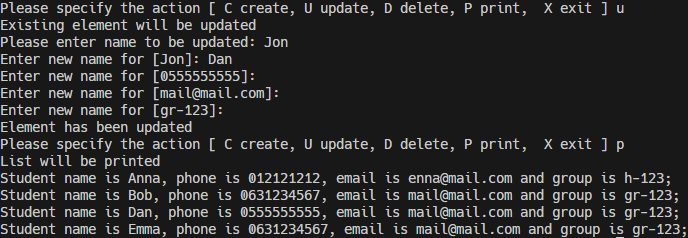 Please specify the action [ C create, U update, D delete, P print,  X exit ] u
Existing element will be updated
Please enter name to be updated: Jon
Enter new name for [Jon]: Dan
Enter new name for [0555555555]:
Enter new name for [mail@mail.com]:
Enter new name for [gr-123]:
Element has been updated
Please specify the action [ C create, U update, D delete, P print,  X exit ] p
List will be printed
Student name is Anna, phone is 012121212, email is enna@mail.com and group is h-123;
Student name is Bob, phone is 0631234567, email is mail@mail.com and group is gr-123;
Student name is Dan, phone is 0555555555, email is mail@mail.com and group is gr-123;
Student name is Emma, phone is 0631234567, email is mail@mail.com and group is gr-123;